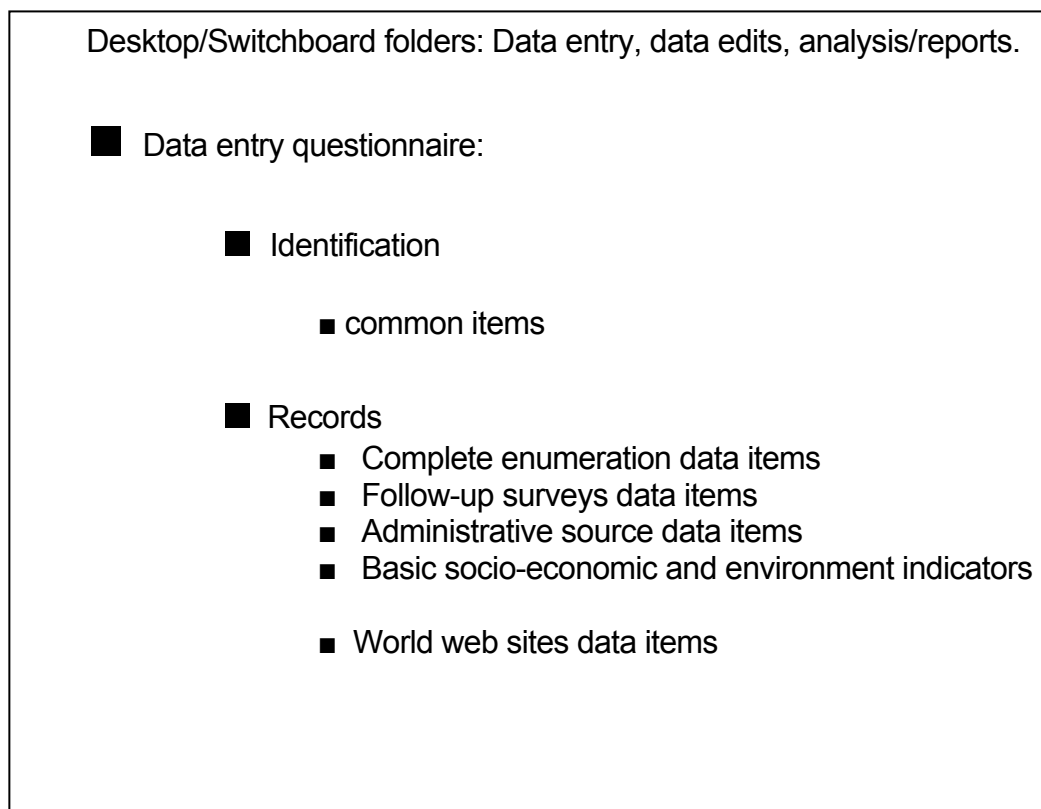 Desktop/Switchboard folders: Data entry, data edits, analysis/reports.
■ Data entry questionnaire:
■ Identification
■ common items
■ Records
■ Complete enumeration data items
■ Follow-up surveys data items
■ Administrative source data items
■ Basic socio-economic and environment indicators
■ World web sites data items